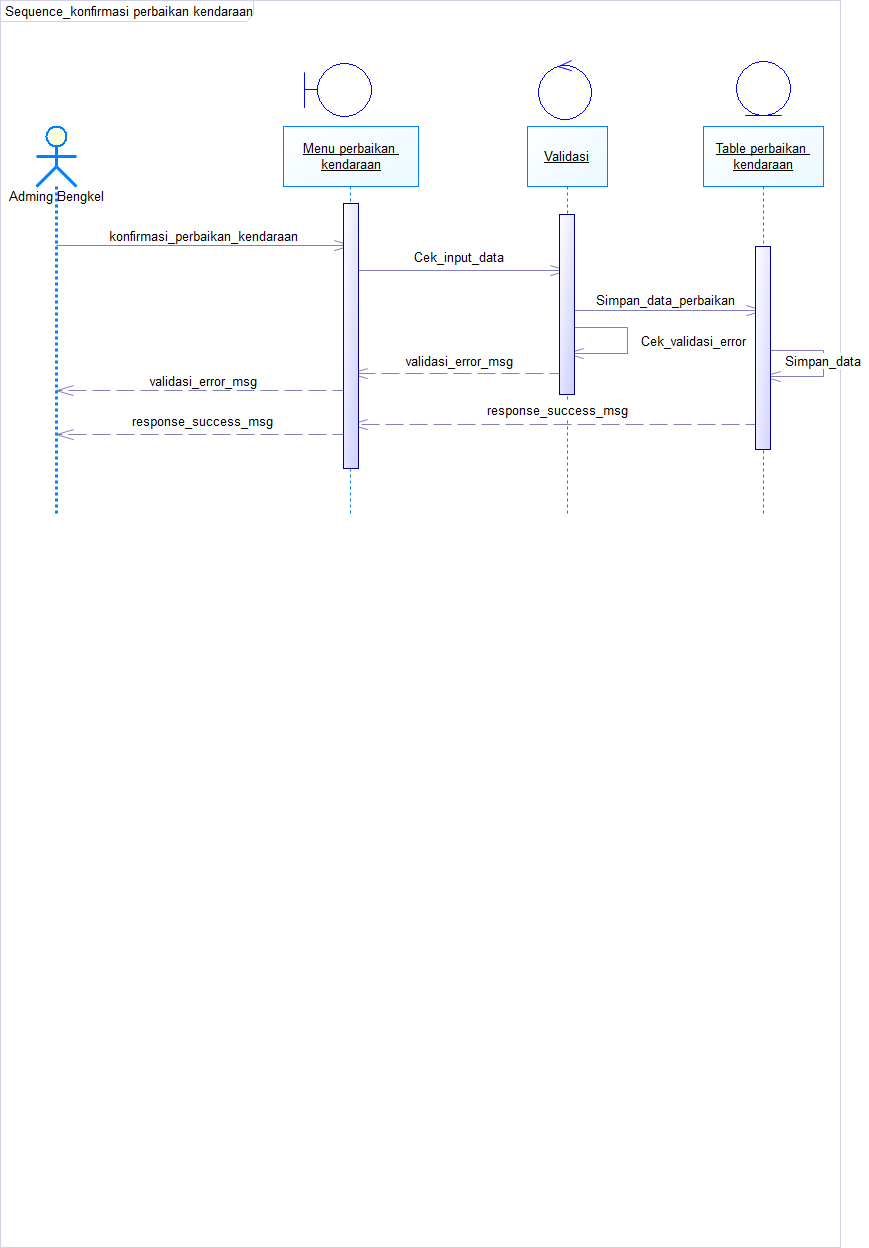 Sequence_konfirmasi perbaikan kendaraan
Menu perbaikan
kendaraan
Validasi
Table perbaikan
kendaraan
Adming Bengkel
konfirmasi_perbaikan_kendaraan
Cek_input_data
Simpan_data_perbaikan
Cek_validasi_error
Simpan_data
validasi_error_msg
validasi_error_msg
response_success_msg
response_success_msg